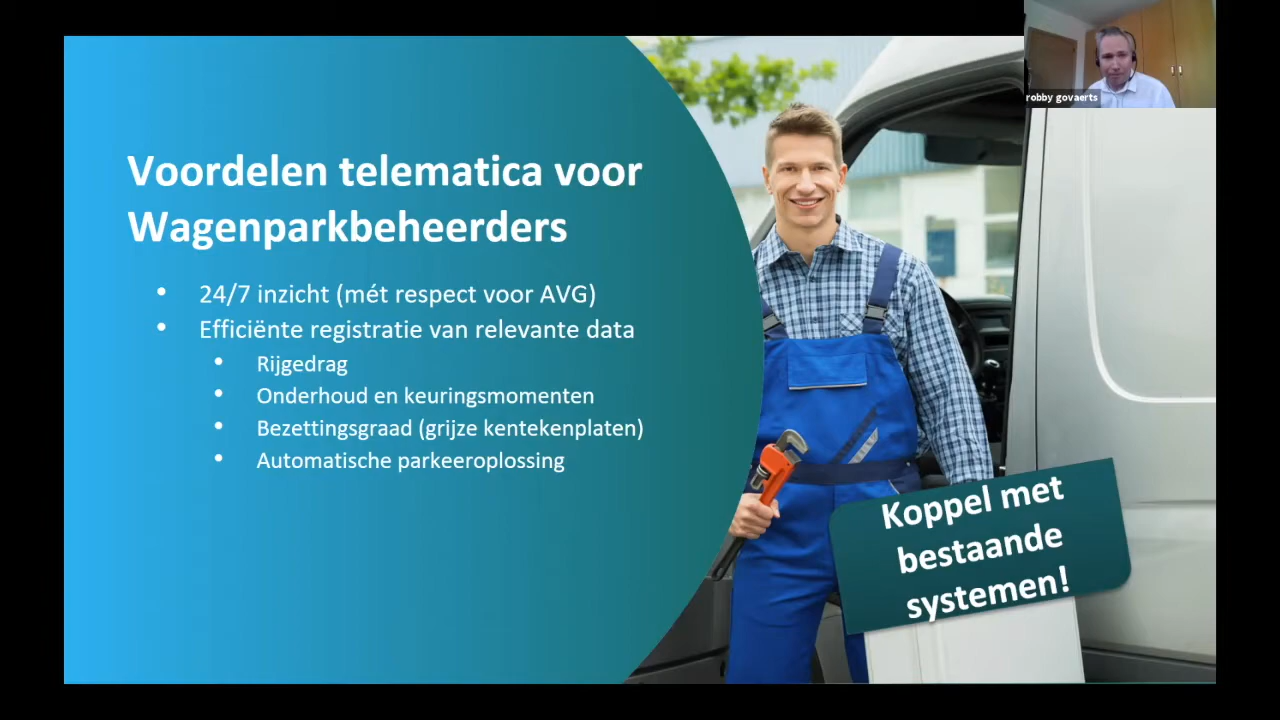 robby govaerts
Voordelen telematica voor
Wagenparkbeheerders
• 24/7 inzicht (mét respect voor AVG)
• Efficiënte registratie van relevante data
• Rijgedrag
• Onderhoud en keuringsmomenten
• Bezettingsgraad (grijze kentekenplaten)
• Automatische parkeeroplossing
Koppel met
bestaande
systemen!